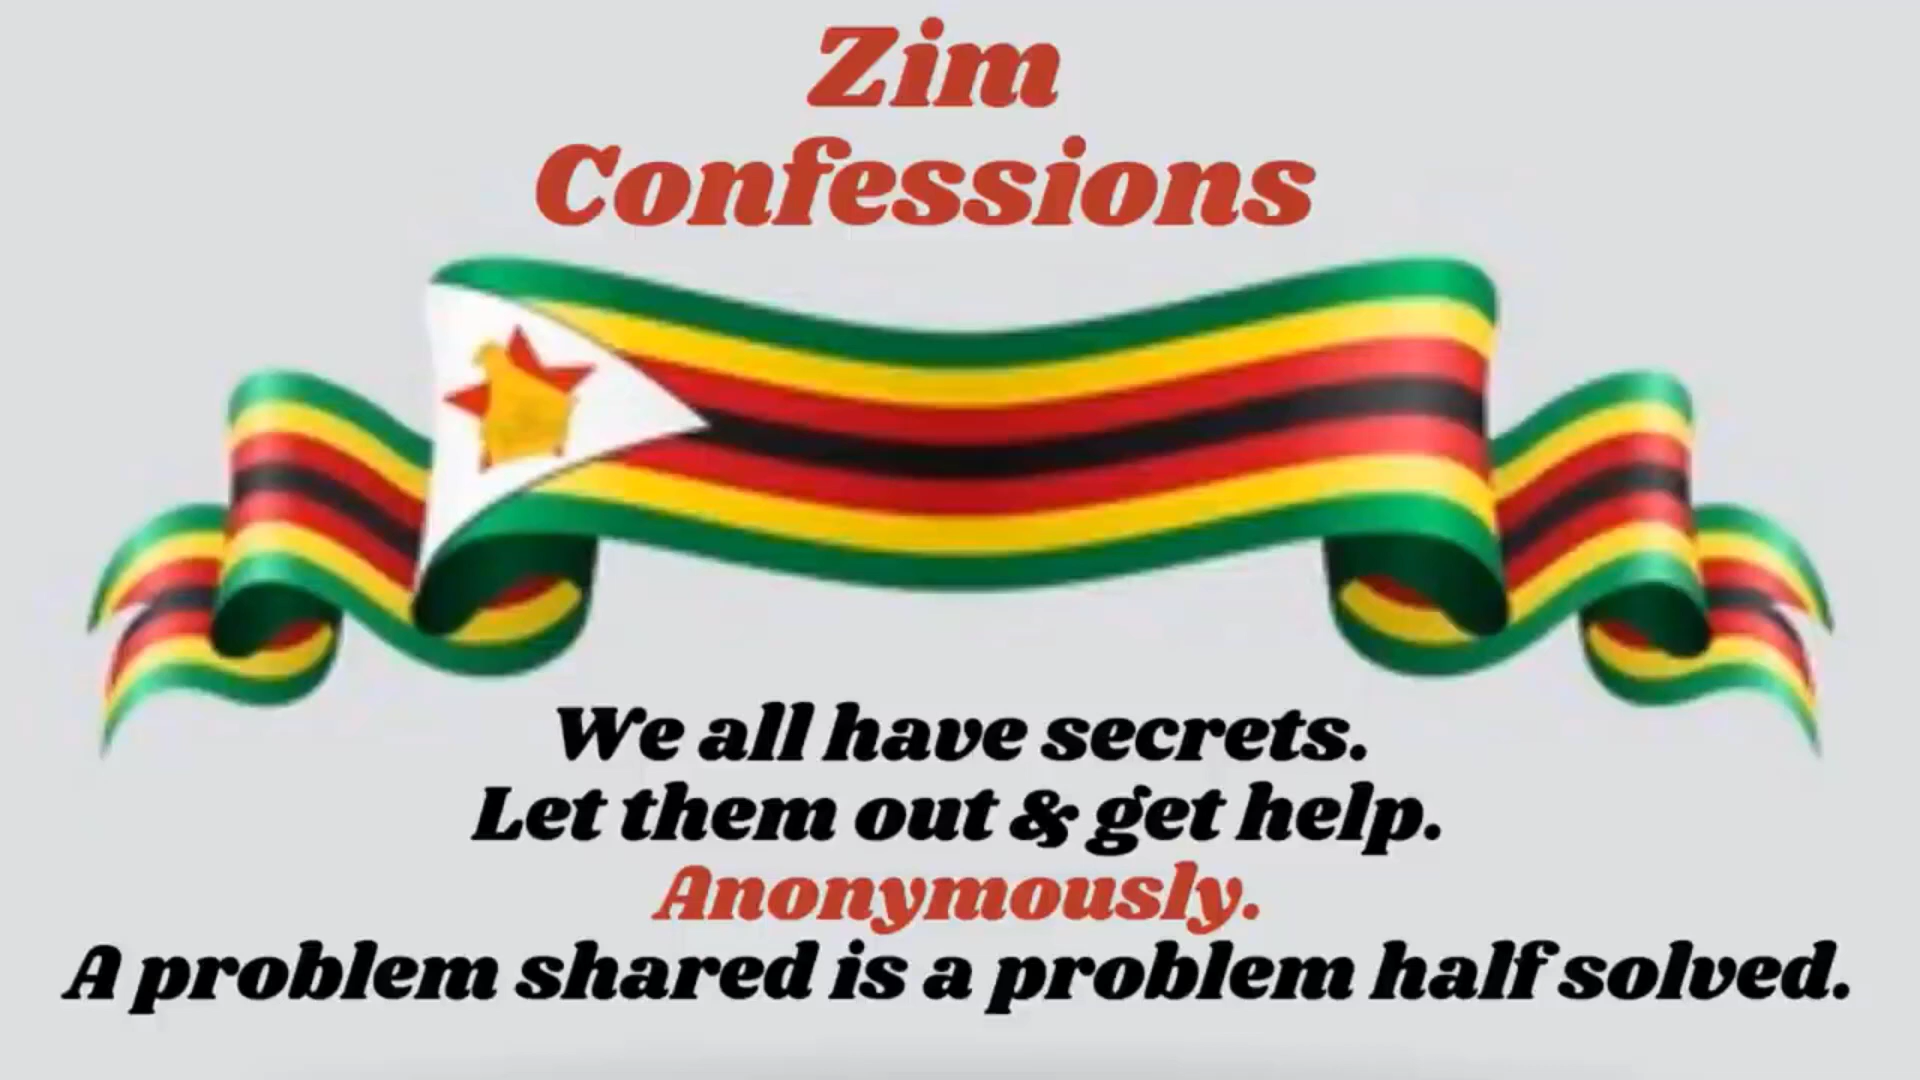 Zim
Confessions
We all have secrets.
Let them out & get help.
Anonymously.
A problem shared is a problem half solved.